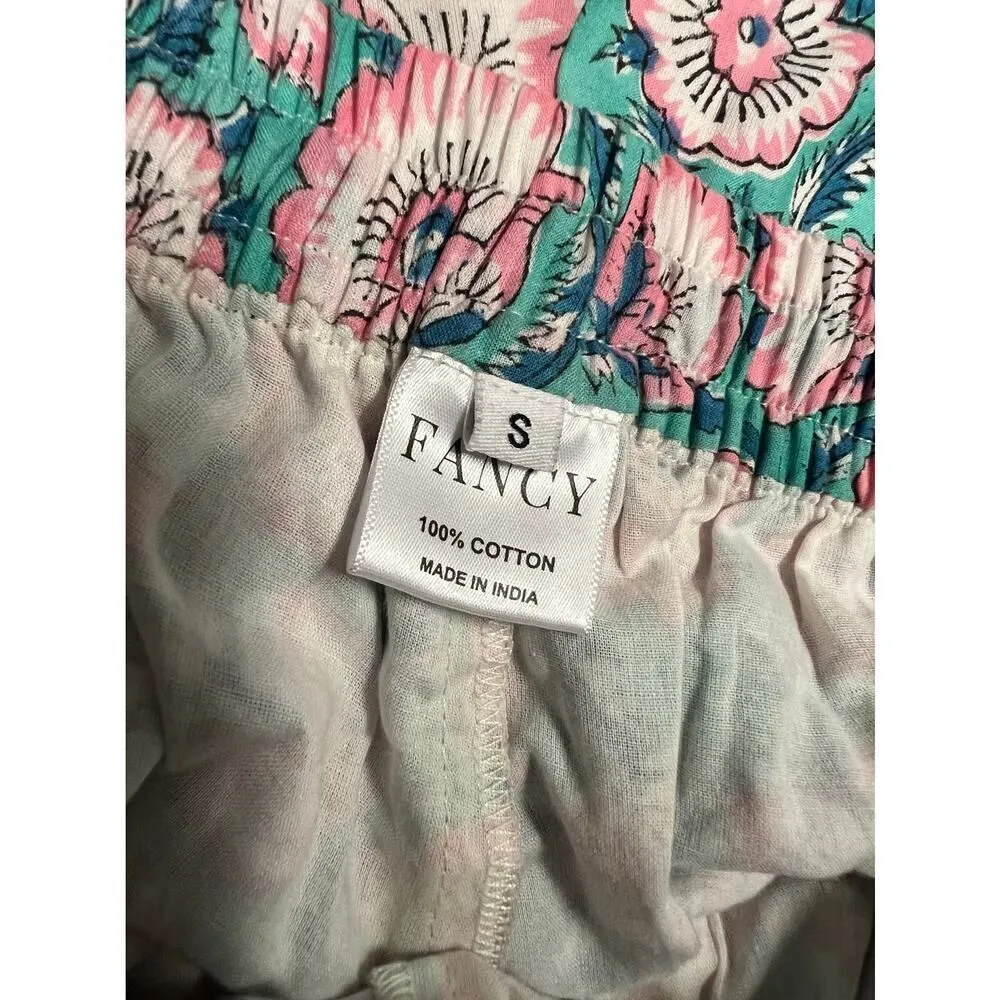 S
FANCY
100% COTTON
MADE IN INDIA